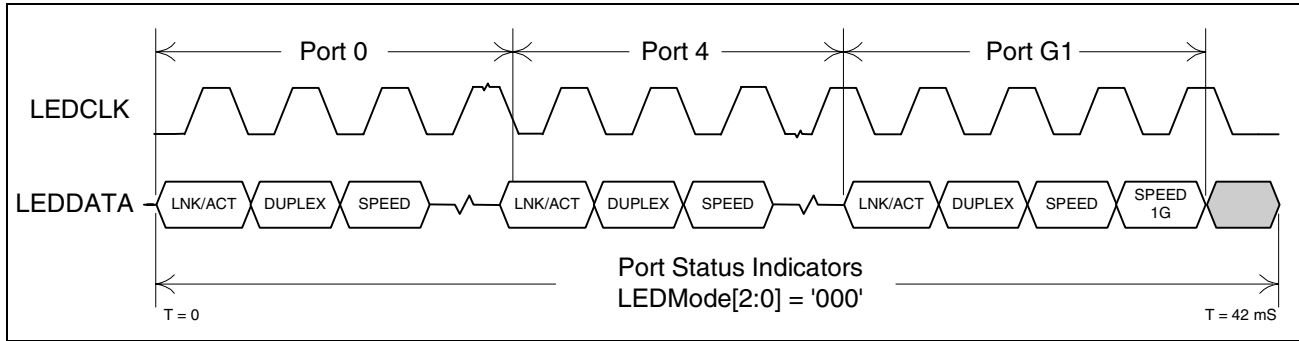 Port 0
Port 4
Port G1
LEDCLK
LEDDATA
LNK/ACT
DUPLEX
SPEED
LNK/ACT
DUPLEX
SPEED
LNK/ACT
DUPLEX
SPEED
SPEED
1G
Port Status Indicators
LEDMode[2:0] = '000'
T = 0
T = 42 mS